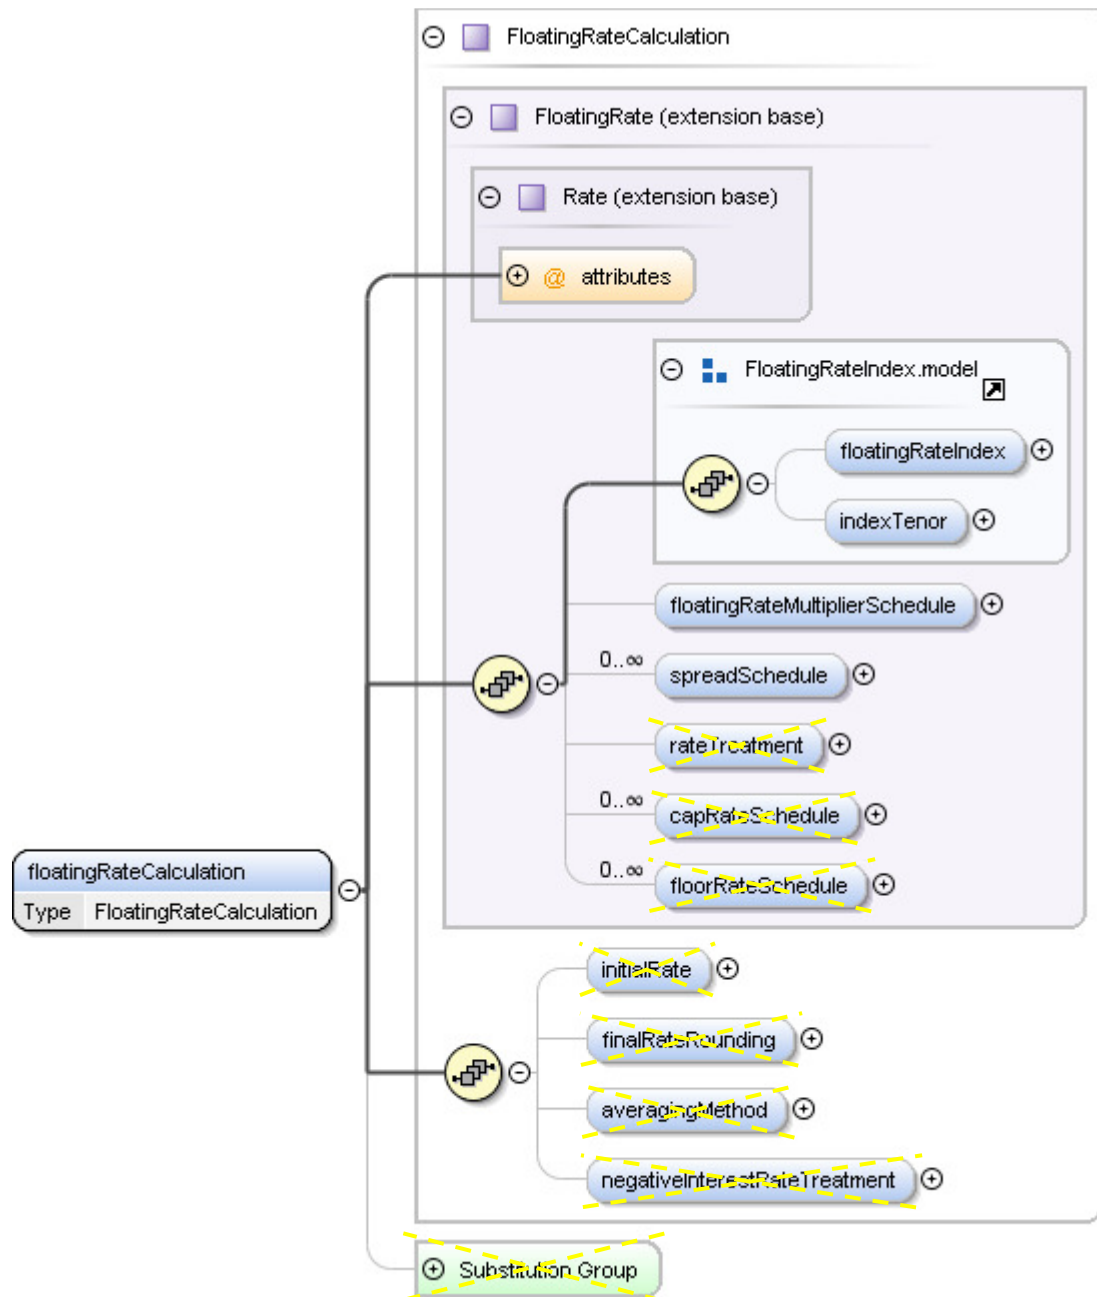 FloatingRateCalculation
FloatingRate (extension base)
Rate (extension base)
@ attributes
FloatingRateIndex.model
floatingRateIndex
indexTenor
floatingRateMultiplierSchedule
0..∞
spreadSchedule
rateTreatment
0..∞
capRateSchedule
0..∞
floorRateSchedule
floatingRateCalculation
Type FloatingRateCalculation
initialRate
finalRateRounding
averagingMethod
negativeInterestRateTreatment
Substitution Group